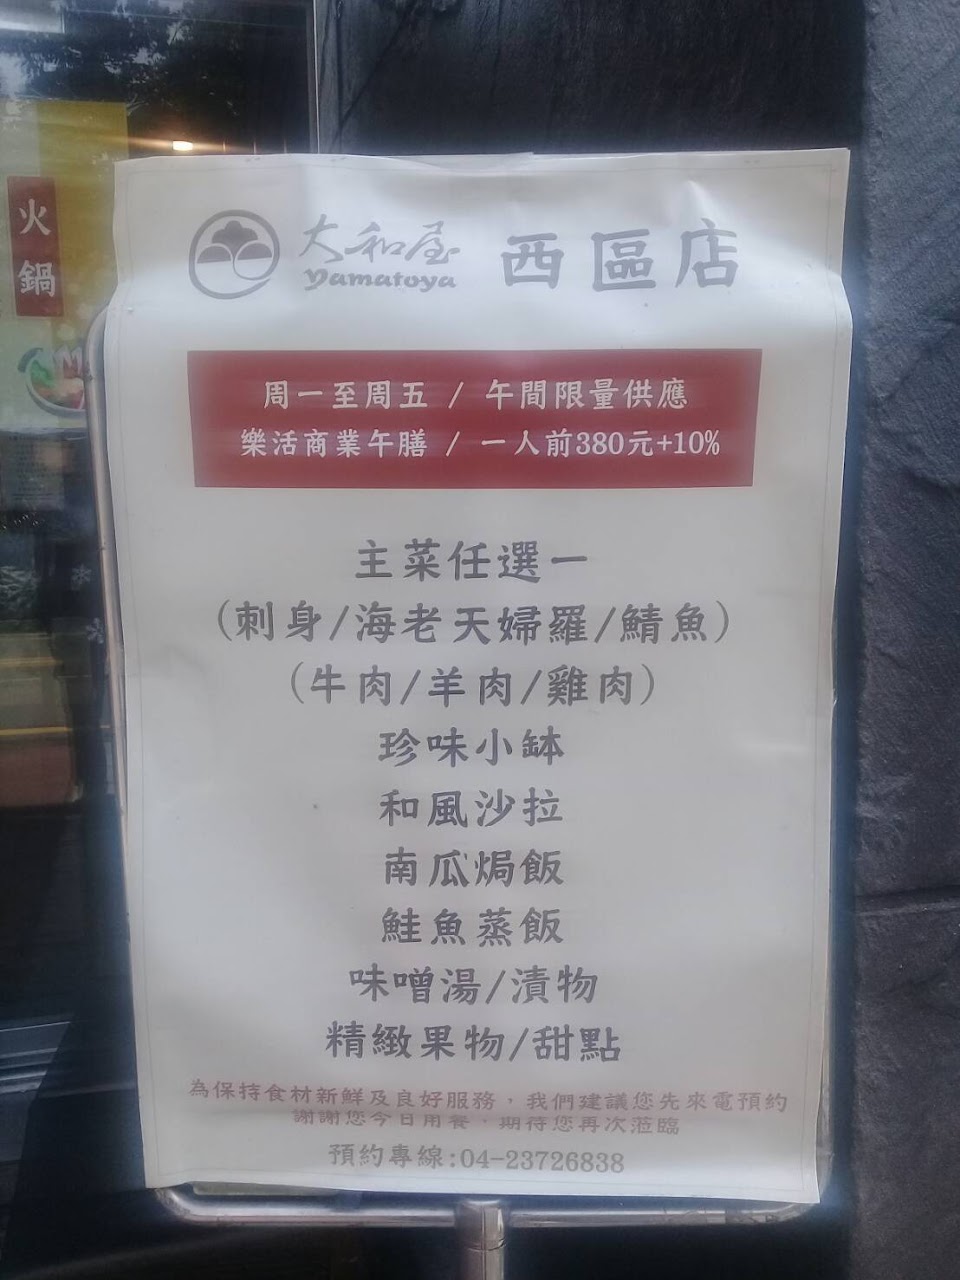 火鍋
大和屋 西區店
yamatoya
周一至周五 / 午間限量供應
樂活商業午膳 / 一人前380元+10%
主菜任選一
(刺身/海老天婦羅/鯖魚)
(牛肉/羊肉/雞肉)
珍味小缽
和風沙拉
南瓜焗飯
鮭魚蒸飯
味噌湯/漬物
精緻果物/甜點
為保持食材新鮮及良好服務，我們建議您先來電預約
謝謝您今日用餐，期待您再次蒞臨
預約專線:04-23726838